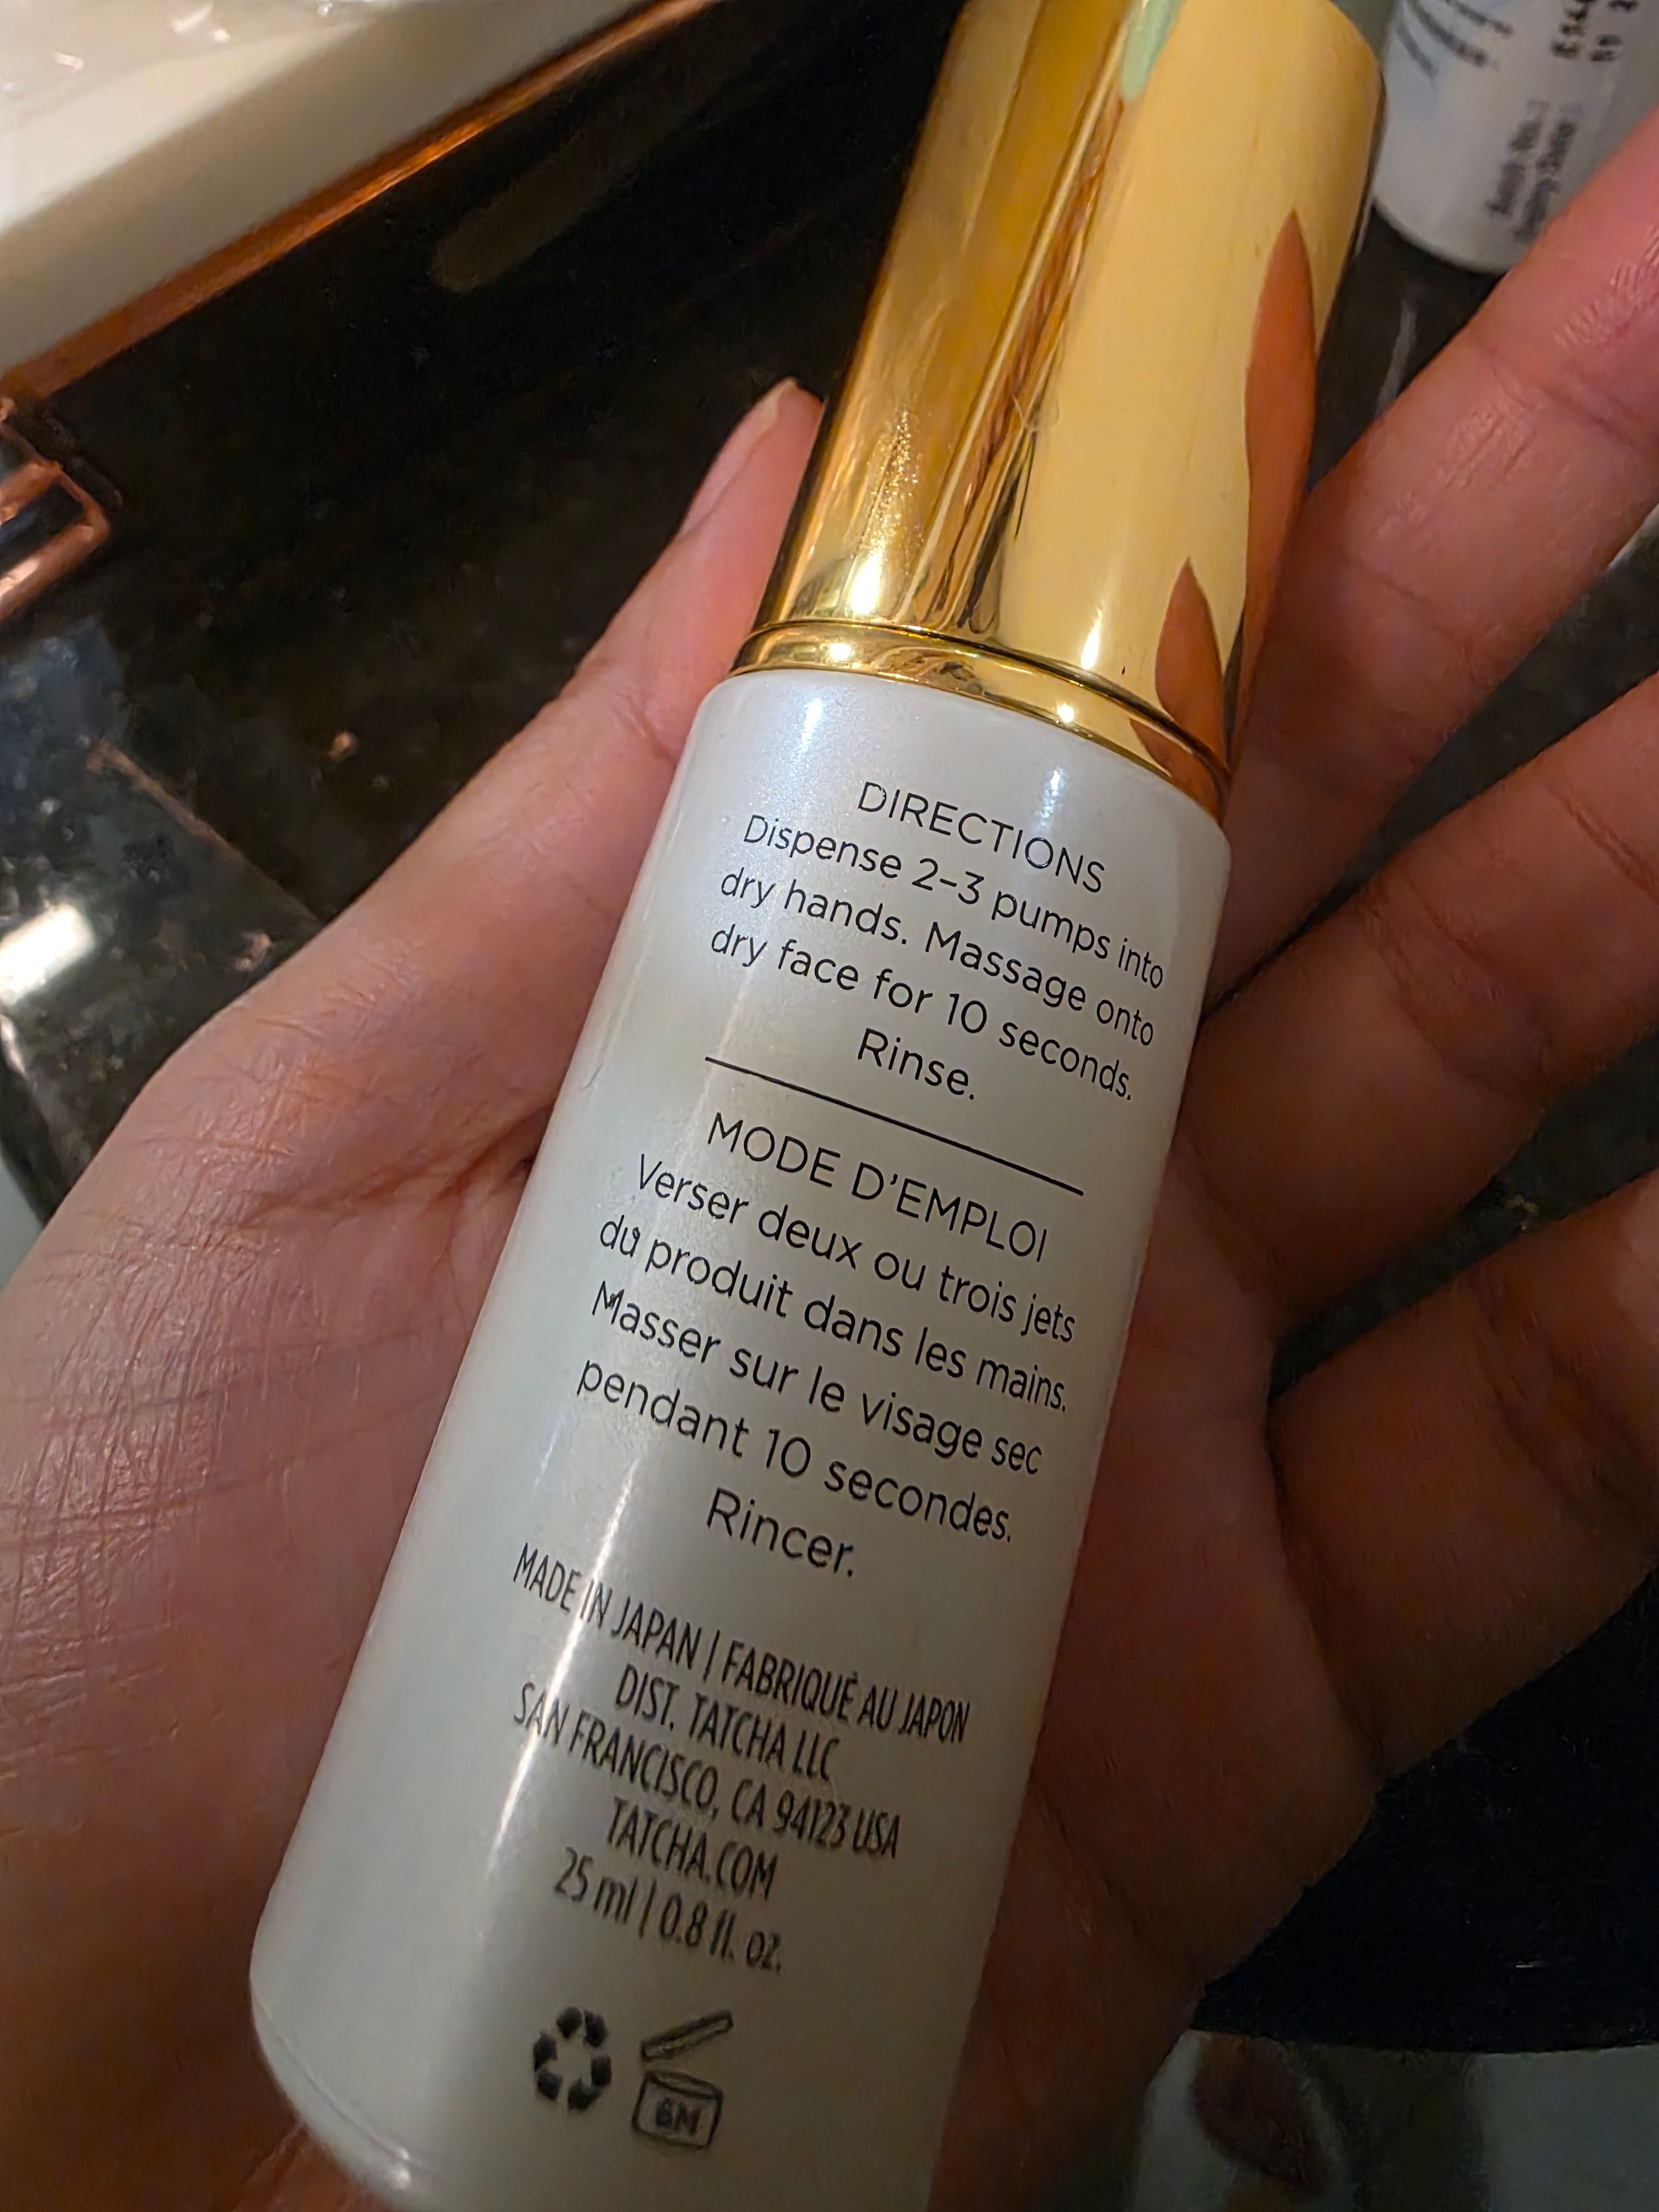 DIRECTIONS
Dispense 2-3 pumps into
dry hands. Massage onto
dry face for 10 seconds.
Rinse.
MODE D'EMPLOI
Verser deux ou trois jets
du produit dans les mains.
Masser sur le visage sec
pendant 10 secondes.
Rincer.
MADE IN JAPAN | FABRIQUÉ AU JAPON
DIST. TATCHA LLC
SAN FRANCISCO, CA 94123 USA
TATCHA.COM
25 ml | 0.8 fl. oz.
6M